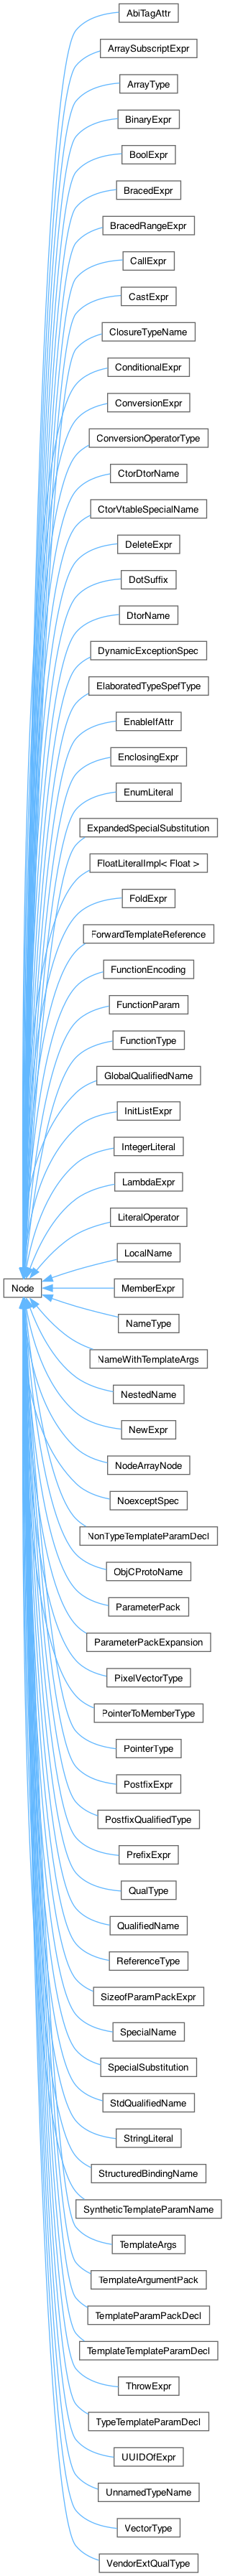 AbiTagAttr
ArraySubscriptExpr
ArrayType
BinaryExpr
BoolExpr
BracedExpr
BracedRangeExpr
CallExpr
CastExpr
ClosureTypeName
ConditionalExpr
ConversionExpr
ConversionOperatorType
CtorDtorName
CtorVtableSpecialName
DeleteExpr
DotSuffix
DtorName
DynamicExceptionSpec
ElaboratedTypeSpefType
EnableIfAttr
EnclosingExpr
EnumLiteral
ExpandedSpecialSubstitution
FloatLiteralImpl< Float >
FoldExpr
ForwardTemplateReference
FunctionEncoding
FunctionParam
FunctionType
GlobalQualifiedName
InitListExpr
IntegerLiteral
LambdaExpr
LiteralOperator
LocalName
Node
MemberExpr
NameType
NameWithTemplateArgs
NestedName
NewExpr
NodeArrayNode
NoexceptSpec
NonTypeTemplateParamDecl
ObjCProtoName
ParameterPack
ParameterPackExpansion
PixelVectorType
PointerToMemberType
PointerType
PostfixExpr
PostfixQualifiedType
PrefixExpr
QualType
QualifiedName
ReferenceType
SizeofParamPackExpr
SpecialName
SpecialSubstitution
StdQualifiedName
StringLiteral
StructuredBindingName
SyntheticTemplateParamName
TemplateArgs
TemplateArgumentPack
TemplateParamPackDecl
TemplateTemplateParamDecl
ThrowExpr
TypeTemplateParamDecl
UUIDOfExpr
UnnamedTypeName
VectorType
VendorExtQualType